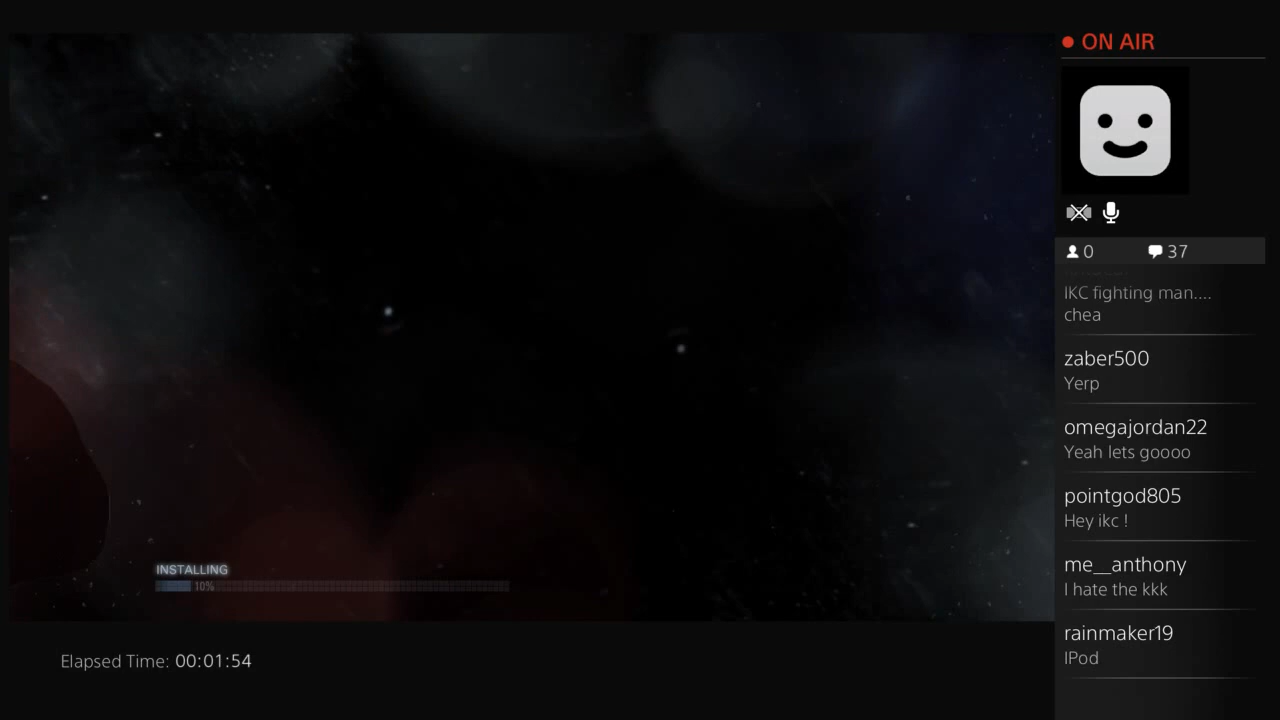 ON AIR
0 37
IKC fighting man....
chea
zaber500
Yerp
omegajordan22
Yeah lets goooo
pointgod805
Hey ikc !
me__anthony
I hate the kkk
rainmaker19
IPod
INSTALLING
10%
Elapsed Time: 00:01:54